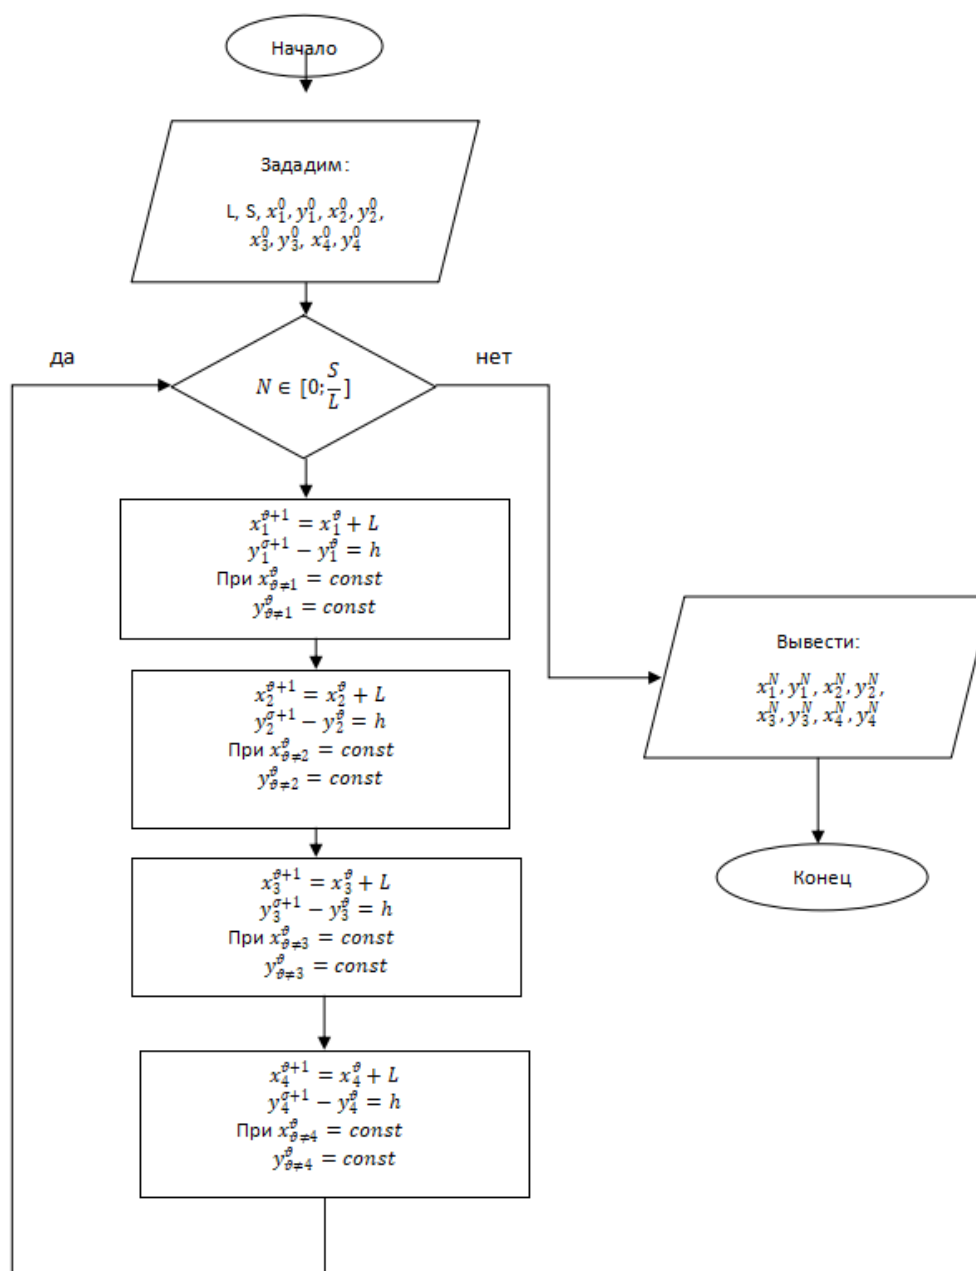 Начало
Зададим:
L, S, x₁⁰, y₁⁰, x₂⁰, y₂⁰,
x₃⁰, y₃⁰, x₄⁰, y₄⁰
да
нет
N ∈ [0; S/L]
x₁^{ϑ+1} = x₁^ϑ + L
y₁^{σ+1} − y₁^ϑ = h
При x_{ϑ≠1}^ϑ = const
y_{ϑ≠1}^ϑ = const
x₂^{ϑ+1} = x₂^ϑ + L
y₂^{σ+1} − y₂^ϑ = h
При x_{ϑ≠2}^ϑ = const
y_{ϑ≠2}^ϑ = const
x₃^{ϑ+1} = x₃^ϑ + L
y₃^{σ+1} − y₃^ϑ = h
При x_{ϑ≠3}^ϑ = const
y_{ϑ≠3}^ϑ = const
x₄^{ϑ+1} = x₄^ϑ + L
y₄^{σ+1} − y₄^ϑ = h
При x_{ϑ≠4}^ϑ = const
y_{ϑ≠4}^ϑ = const
Вывести:
x₁^N, y₁^N, x₂^N, y₂^N,
x₃^N, y₃^N, x₄^N, y₄^N
Конец